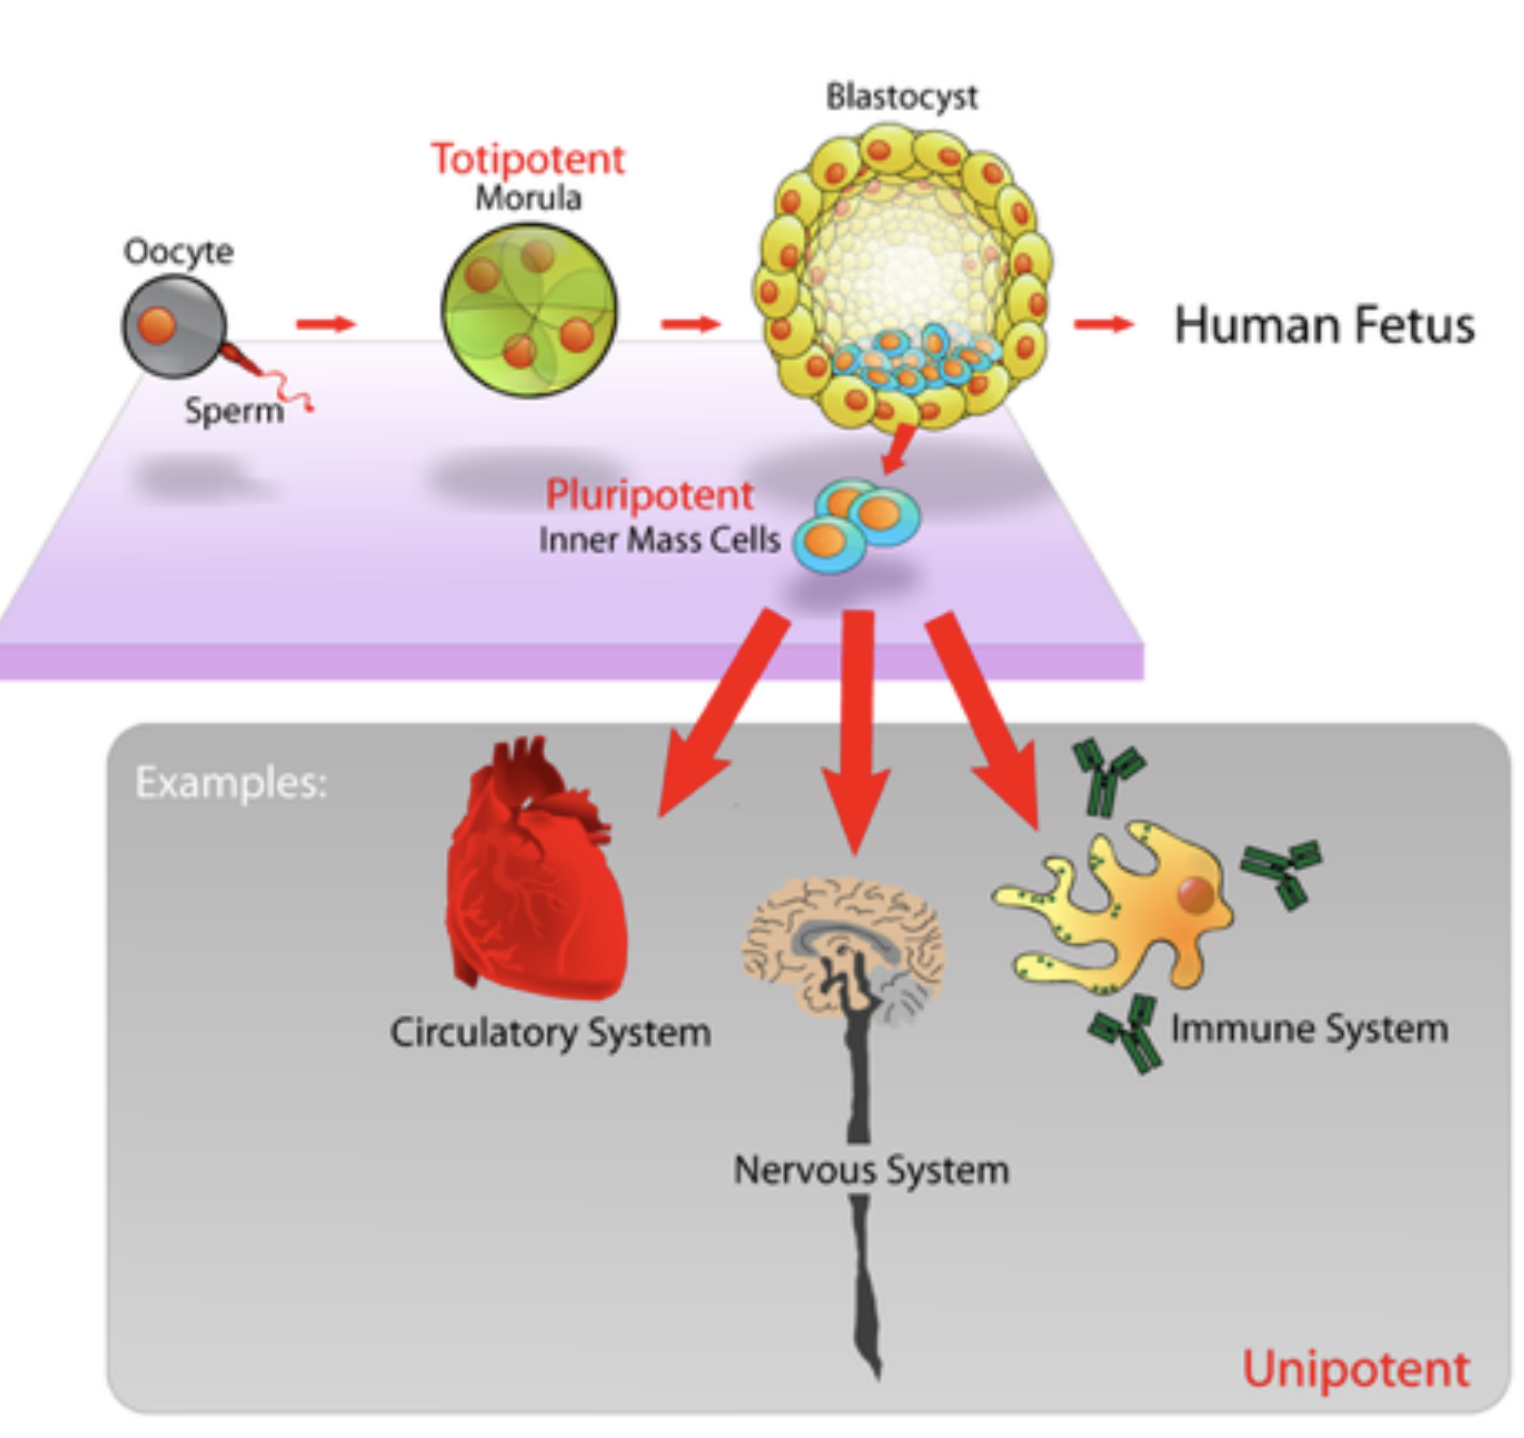 Blastocyst
Totipotent
Morula
Oocyte
Sperm
Human Fetus
Pluripotent
Inner Mass Cells
Examples:
Circulatory System
Immune System
Nervous System
Unipotent